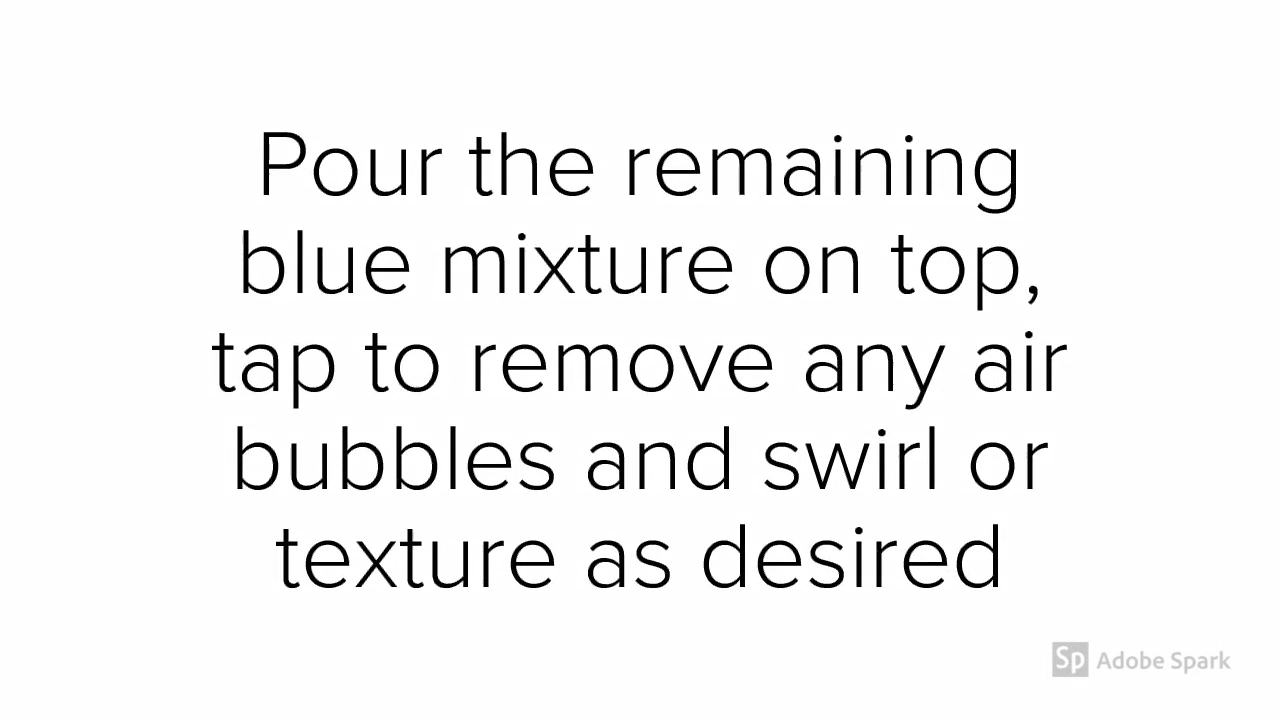 Pour the remaining
blue mixture on top,
tap to remove any air
bubbles and swirl or
texture as desired
Sp Adobe Spark